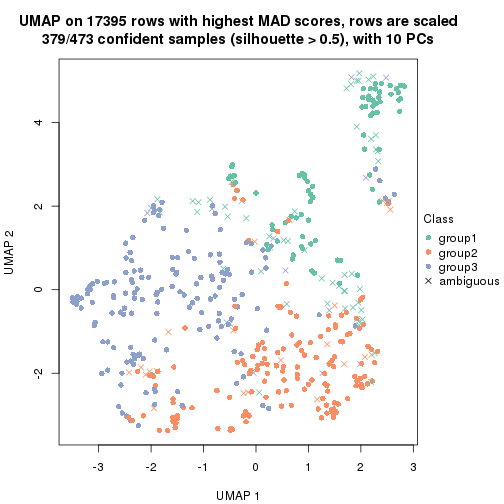 UMAP on 17395 rows with highest MAD scores, rows are scaled
379/473 confident samples (silhouette > 0.5), with 10 PCs
4
2
0
-2
UMAP 2
-3
-2
-1
0
1
2
3
UMAP 1
Class
group1
group2
group3
ambiguous